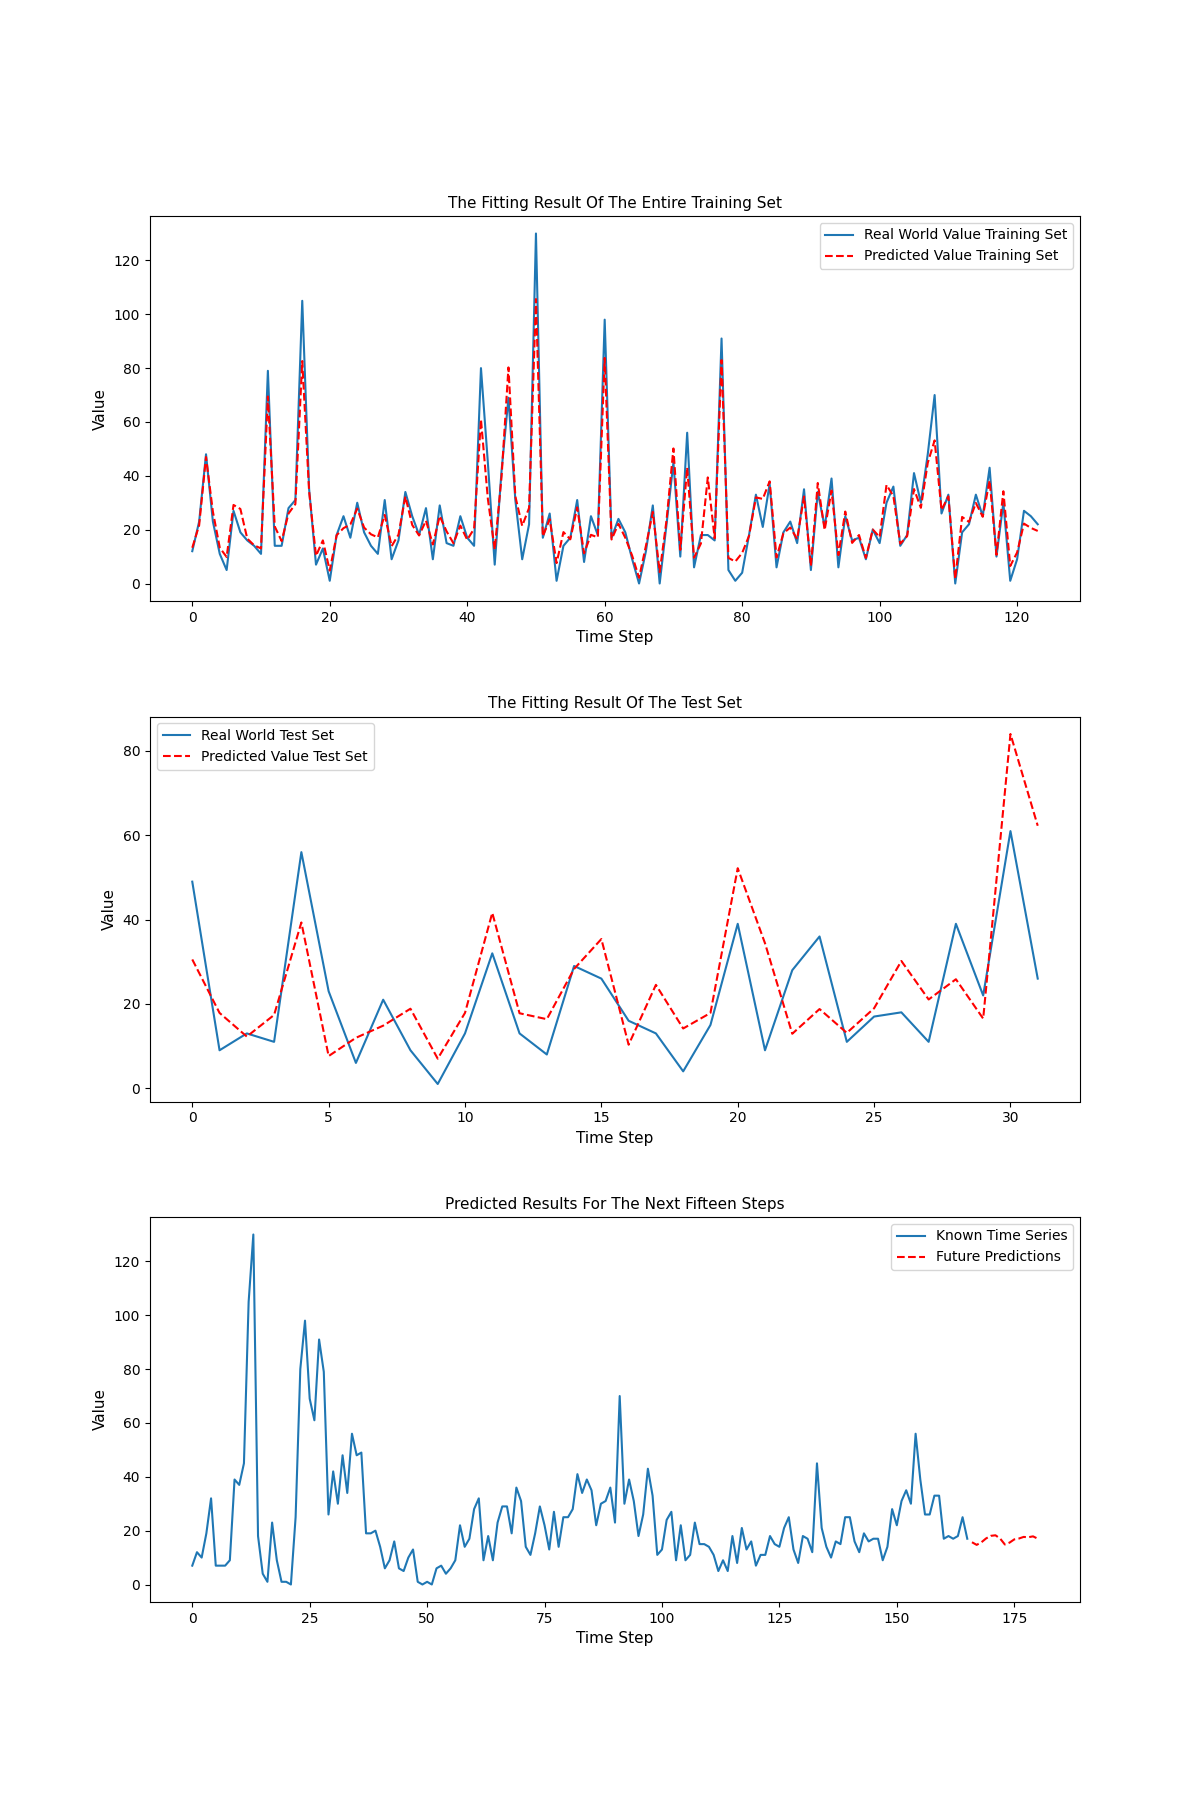 The Fitting Result Of The Entire Training Set
Real World Value Training Set
Predicted Value Training Set
Value
120
100
80
60
40
20
0
0 20 40 60 80 100 120
Time Step
The Fitting Result Of The Test Set
Real World Test Set
Predicted Value Test Set
Value
80
60
40
20
0
0 5 10 15 20 25 30
Time Step
Predicted Results For The Next Fifteen Steps
Known Time Series
Future Predictions
Value
120
100
80
60
40
20
0
0 25 50 75 100 125 150 175
Time Step